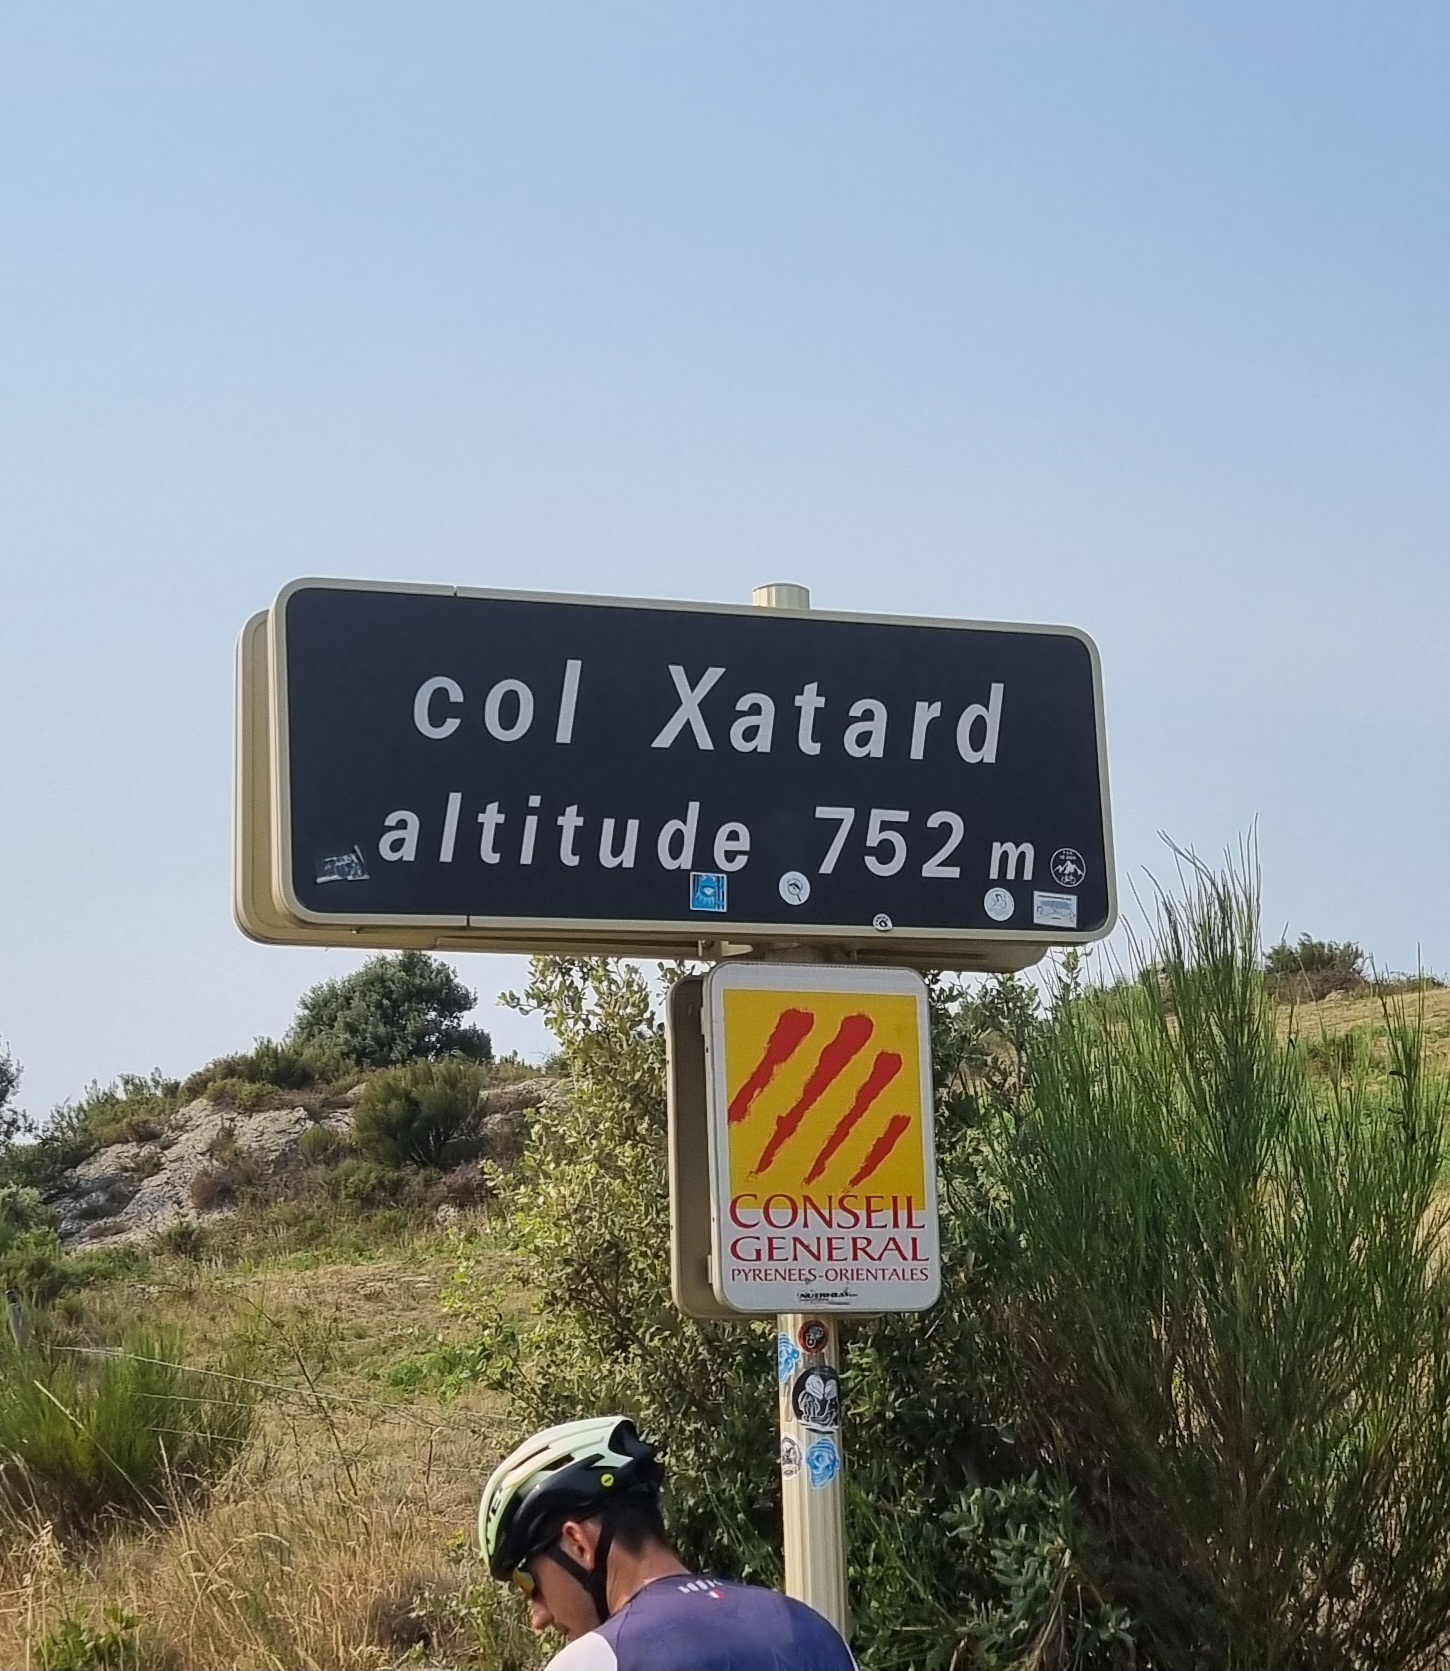 col Xatard
altitude 752 m
CONSEIL
GENERAL
PYRENEES-ORIENTALES